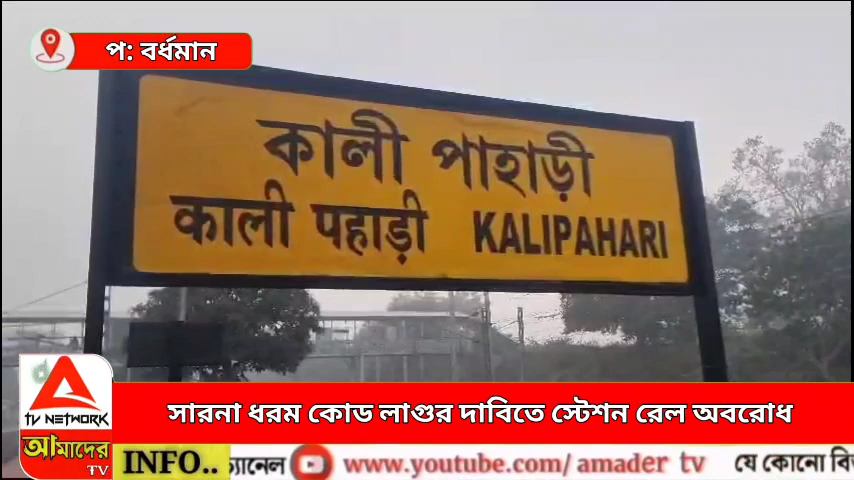 প: বর্ধমান
কালী পাহাড়ী
काली पहाड़ी KALIPAHARI
সারনা ধরম কোড লাগুর দাবিতে স্টেশন রেল অবরোধ
A
TV NETWORK
আমাদের
TV
INFO.. চ্যানেল www.youtube.com/ amader tv যে কোনো